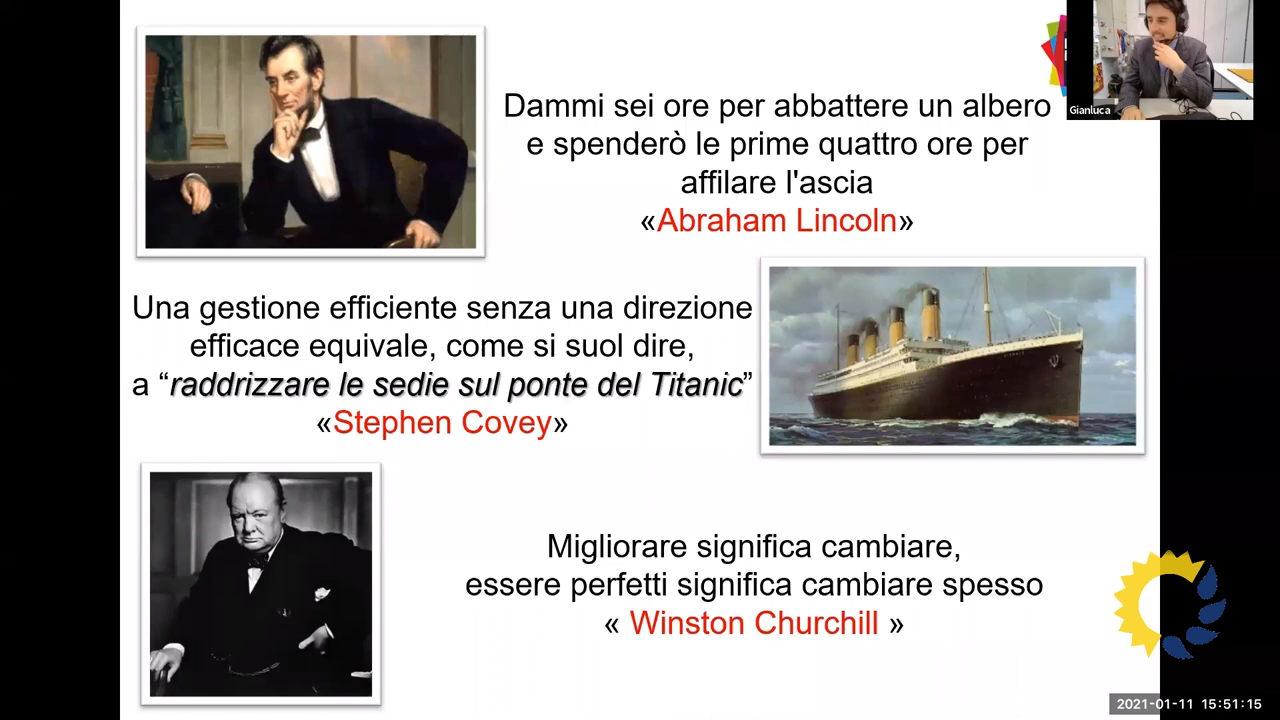 Dammi sei ore per abbattere un albero
e spenderò le prime quattro ore per
affilare l'ascia
«Abraham Lincoln»
Gianluca
Una gestione efficiente senza una direzione
efficace equivale, come si suol dire,
a “raddrizzare le sedie sul ponte del Titanic”
«Stephen Covey»
Migliorare significa cambiare,
essere perfetti significa cambiare spesso
« Winston Churchill »
2021-01-11 15:51:15